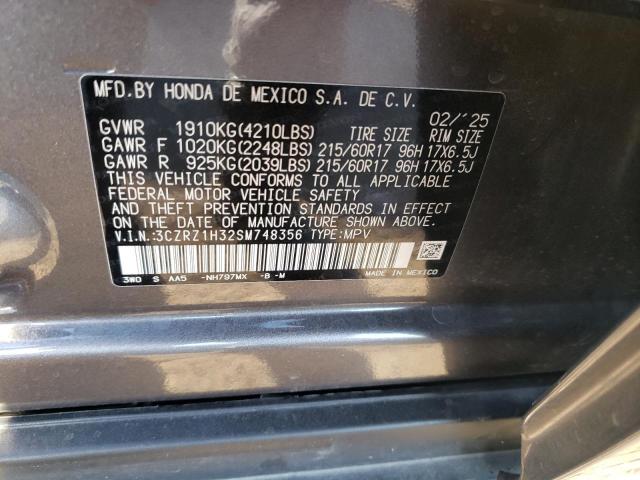 MFD.BY HONDA DE MEXICO S.A. DE C.V.
02/'25
GVWR 1910KG(4210LBS) TIRE SIZE RIM SIZE
GAWR F 1020KG(2248LBS) 215/60R17 96H 17X6.5J
GAWR R 925KG(2039LBS) 215/60R17 96H 17X6.5J
THIS VEHICLE CONFORMS TO ALL APPLICABLE
FEDERAL MOTOR VEHICLE SAFETY
AND THEFT PREVENTION STANDARDS IN EFFECT
ON THE DATE OF MANUFACTURE SHOWN ABOVE.
V.I.N.:3CZRZ1H32SM748356 TYPE:MPV
3W0 S AA5 -NH797MX -B -M MADE IN MEXICO